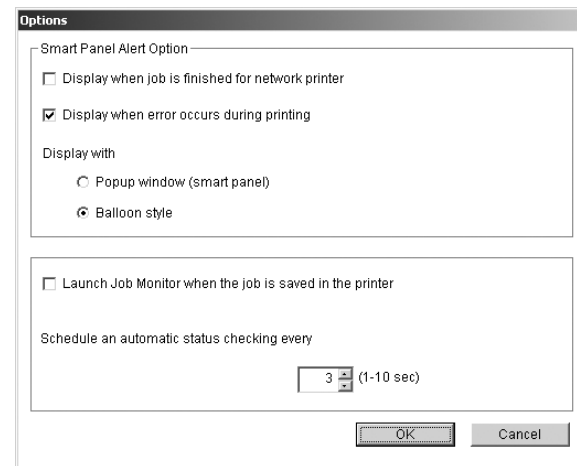 Options
Smart Panel Alert Option
Display when job is finished for network printer
Display when error occurs during printing
Display with
Popup window (smart panel)
Balloon style
Launch Job Monitor when the job is saved in the printer
Schedule an automatic status checking every
3 (1-10 sec)
OK Cancel